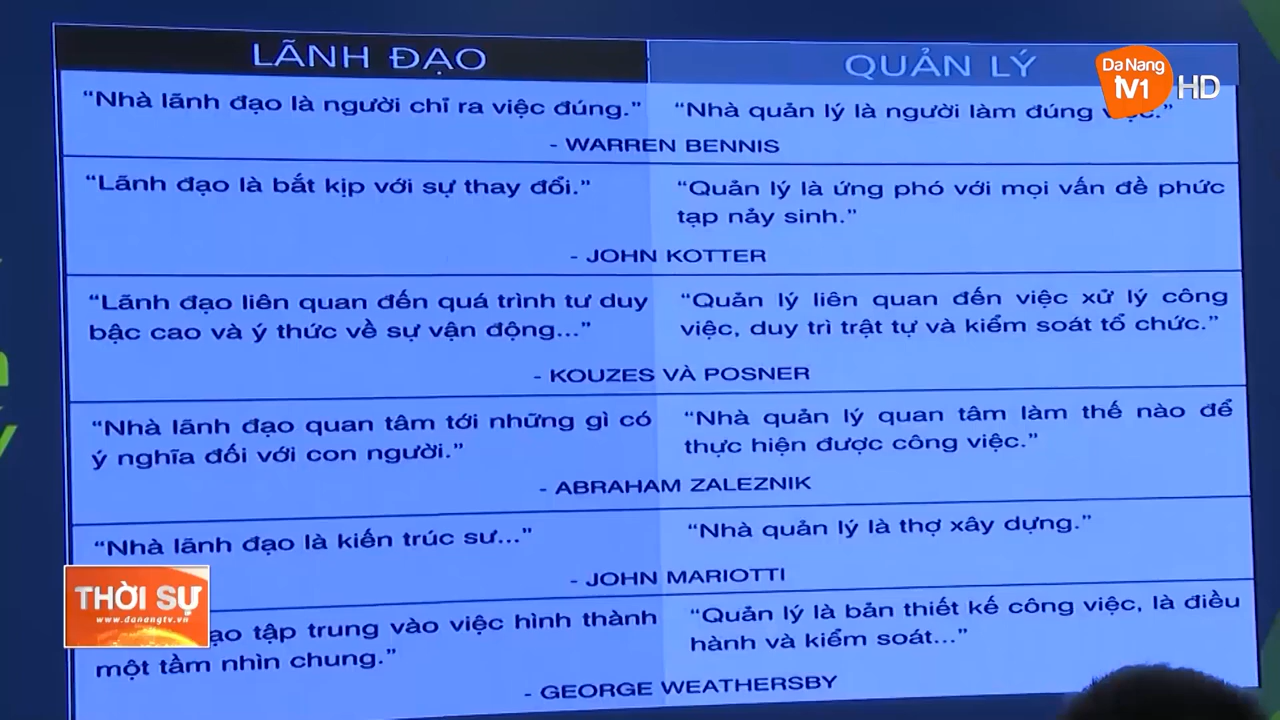 LÃNH ĐẠO
QUẢN LÝ
Da Nang
TV1 HD
“Nhà lãnh đạo là người chỉ ra việc đúng.”
“Nhà quản lý là người làm đúng việc.”
- WARREN BENNIS
“Lãnh đạo là bắt kịp với sự thay đổi.”
“Quản lý là ứng phó với mọi vấn đề phức
tạp nảy sinh.”
- JOHN KOTTER
“Lãnh đạo liên quan đến quá trình tư duy
bậc cao và ý thức về sự vận động...”
“Quản lý liên quan đến việc xử lý công
việc, duy trì trật tự và kiểm soát tổ chức.”
- KOUZES VÀ POSNER
“Nhà lãnh đạo quan tâm tới những gì có
ý nghĩa đối với con người.”
“Nhà quản lý quan tâm làm thế nào để
thực hiện được công việc.”
- ABRAHAM ZALEZNIK
“Nhà lãnh đạo là kiến trúc sư...”
“Nhà quản lý là thợ xây dựng.”
- JOHN MARIOTTI
THỜI SỰ
www.danangtv.vn
tập trung vào việc hình thành
một tầm nhìn chung.”
“Quản lý là bản thiết kế công việc, là điều
hành và kiểm soát...”
- GEORGE WEATHERSBY